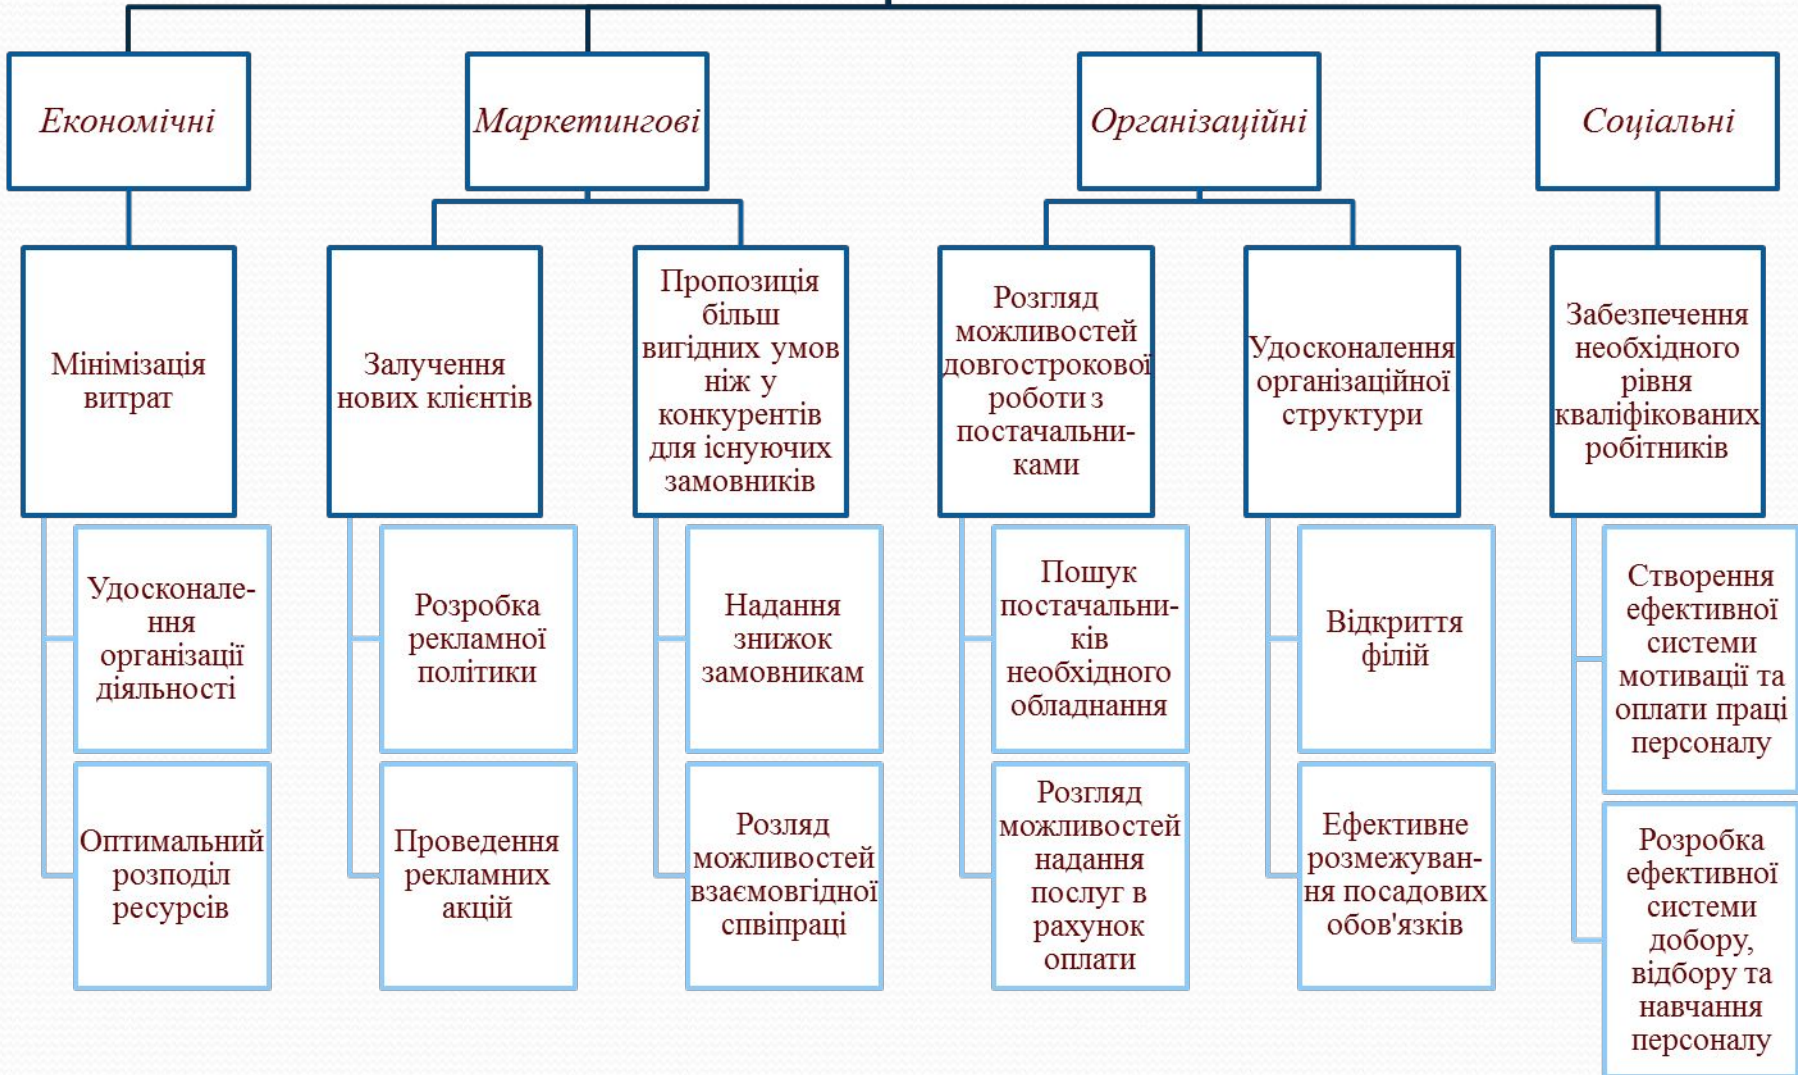 Економічні
Маркетингові
Організаційні
Соціальні
Мінімізація
витрат
Залучення
нових клієнтів
Пропозиція
більш
вигідних умов
ніж у
конкурентів
для існуючих
замовників
Розгляд
можливостей
довгострокової
роботи з
постачальни-
ками
Удосконалення
організаційної
структури
Забезпечення
необхідного
рівня
кваліфікованих
робітників
Удосконале-
ння
організації
діяльності
Розробка
рекламної
політики
Надання
знижок
замовникам
Пошук
постачальни-
ків
необхідного
обладнання
Відкриття
філій
Створення
ефективної
системи
мотивації та
оплати праці
персоналу
Оптимальний
розподіл
ресурсів
Проведення
рекламних
акцій
Розляд
можливостей
взаємовгідної
спвіпраці
Розгляд
можливостей
надання
послуг в
рахунок
оплати
Ефективне
розмежуван-
ня посадових
обов'язків
Розробка
ефективної
системи
добору,
відбору та
навчання
персоналу